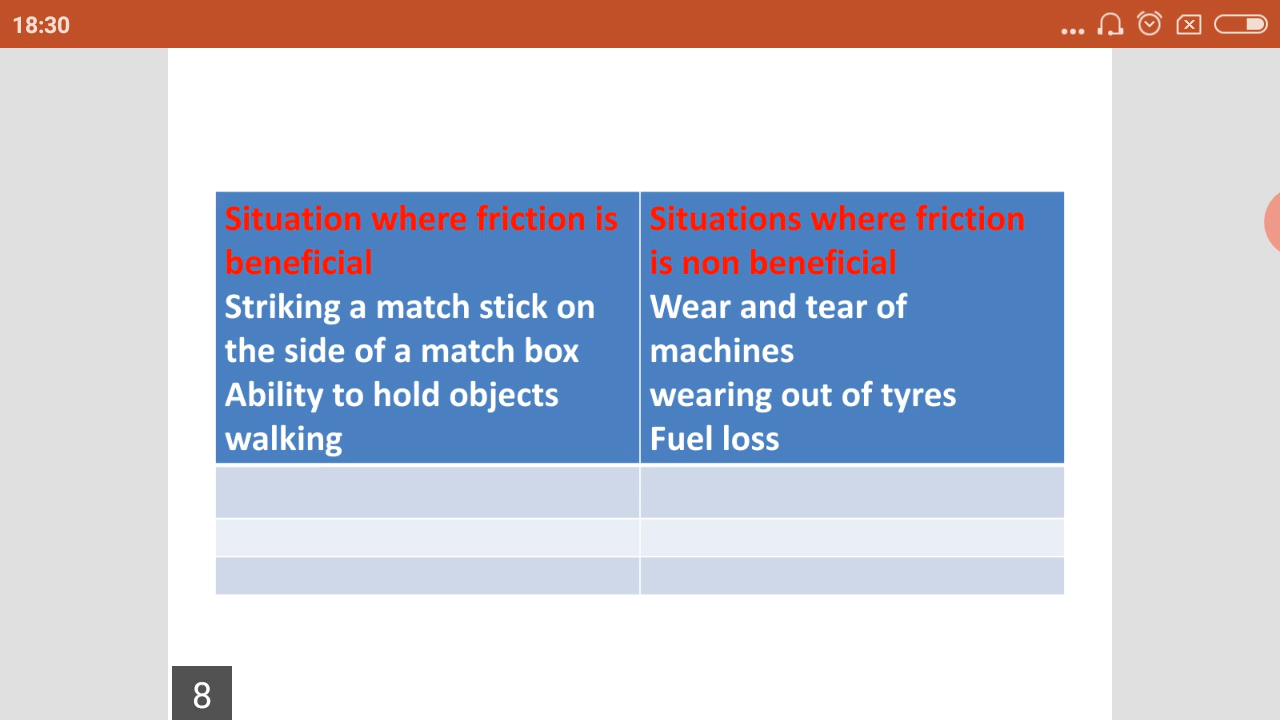 18:30
Situation where friction is
beneficial
Striking a match stick on
the side of a match box
Ability to hold objects
walking
Situations where friction
is non beneficial
Wear and tear of
machines
wearing out of tyres
Fuel loss
8